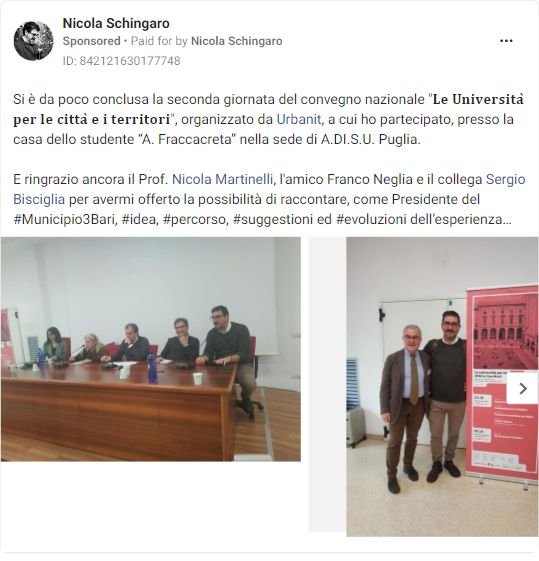 Nicola Schingaro
Sponsored • Paid for by Nicola Schingaro
ID: 842121630177748
Si è da poco conclusa la seconda giornata del convegno nazionale "Le Università
per le città e i territori", organizzato da Urbanit, a cui ho partecipato, presso la
casa dello studente “A. Fraccacreta” nella sede di A.DI.S.U. Puglia.
E ringrazio ancora il Prof. Nicola Martinelli, l'amico Franco Neglia e il collega Sergio
Bisciglia per avermi offerto la possibilità di raccontare, come Presidente del
#Municipio3Bari, #idea, #percorso, #suggestioni ed #evoluzioni dell'esperienza...